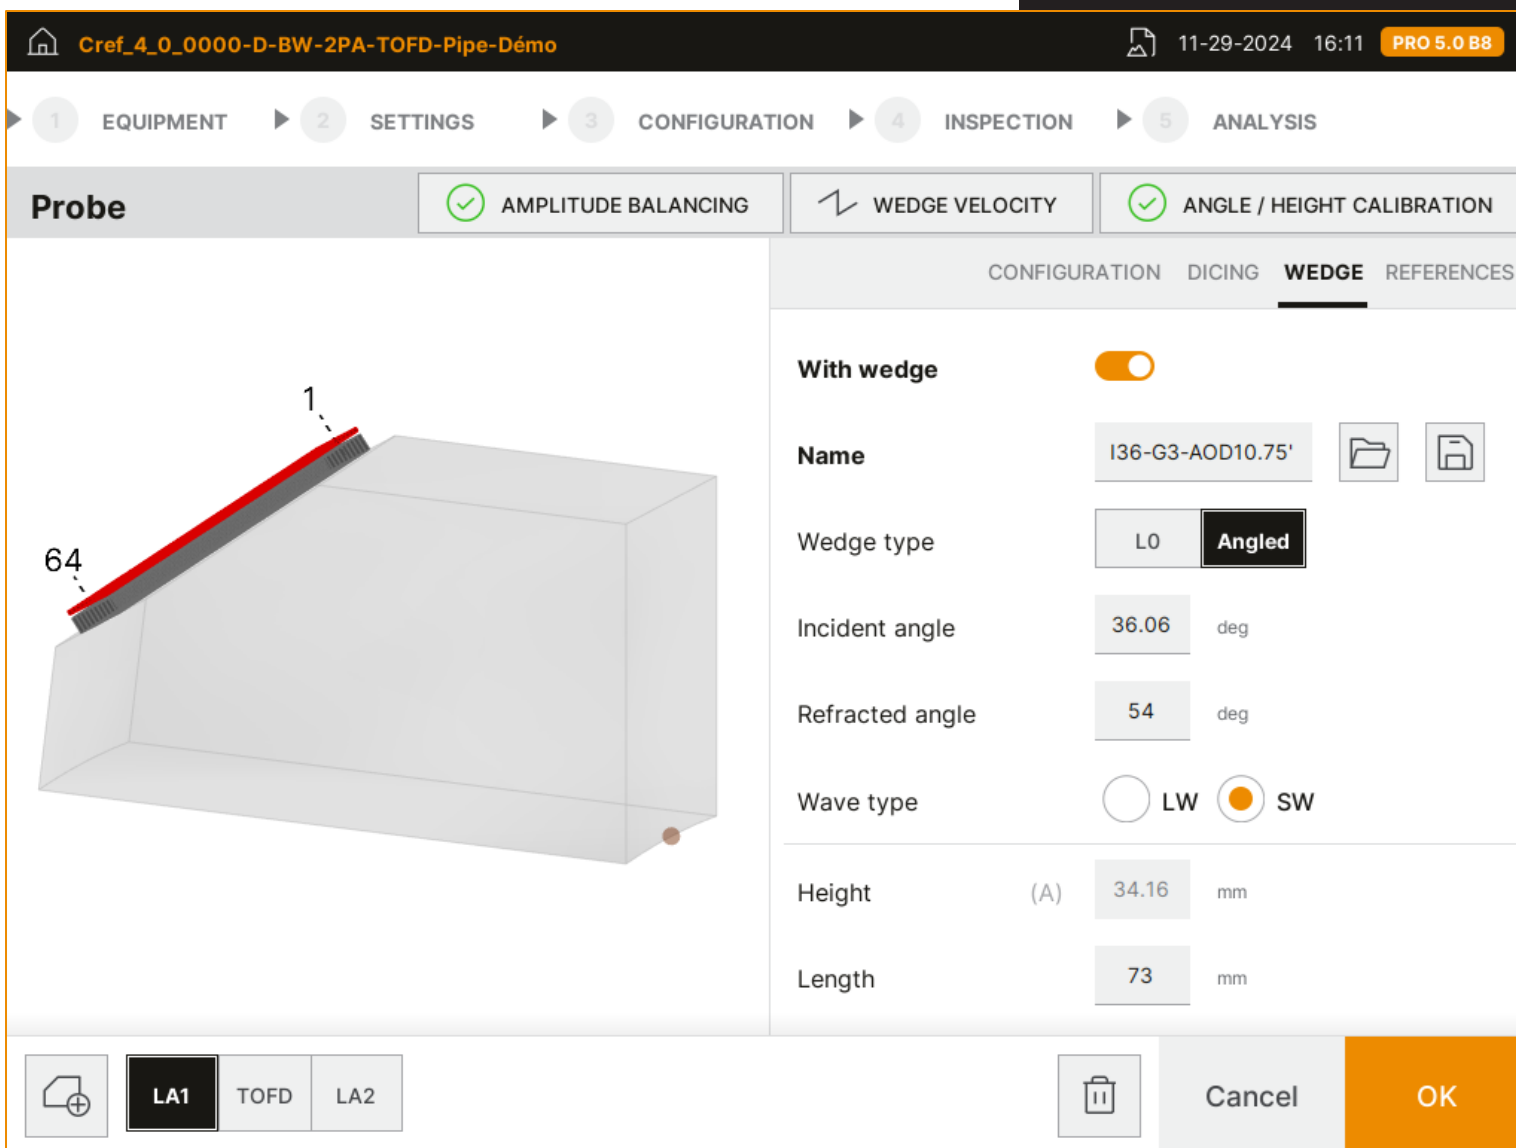 Cref_4_0_0000-D-BW-2PA-TOFD-Pipe-Démo 11-29-2024 16:11 PRO 5.0 B8
1 EQUIPMENT 2 SETTINGS 3 CONFIGURATION 4 INSPECTION 5 ANALYSIS
Probe AMPLITUDE BALANCING WEDGE VELOCITY ANGLE / HEIGHT CALIBRATION
CONFIGURATION DICING WEDGE REFERENCES
With wedge
1
Name I36-G3-AOD10.75'
Wedge type L0 Angled
64
Incident angle 36.06 deg
Refracted angle 54 deg
Wave type LW SW
Height (A) 34.16 mm
Length 73 mm
LA1 TOFD LA2 Cancel OK